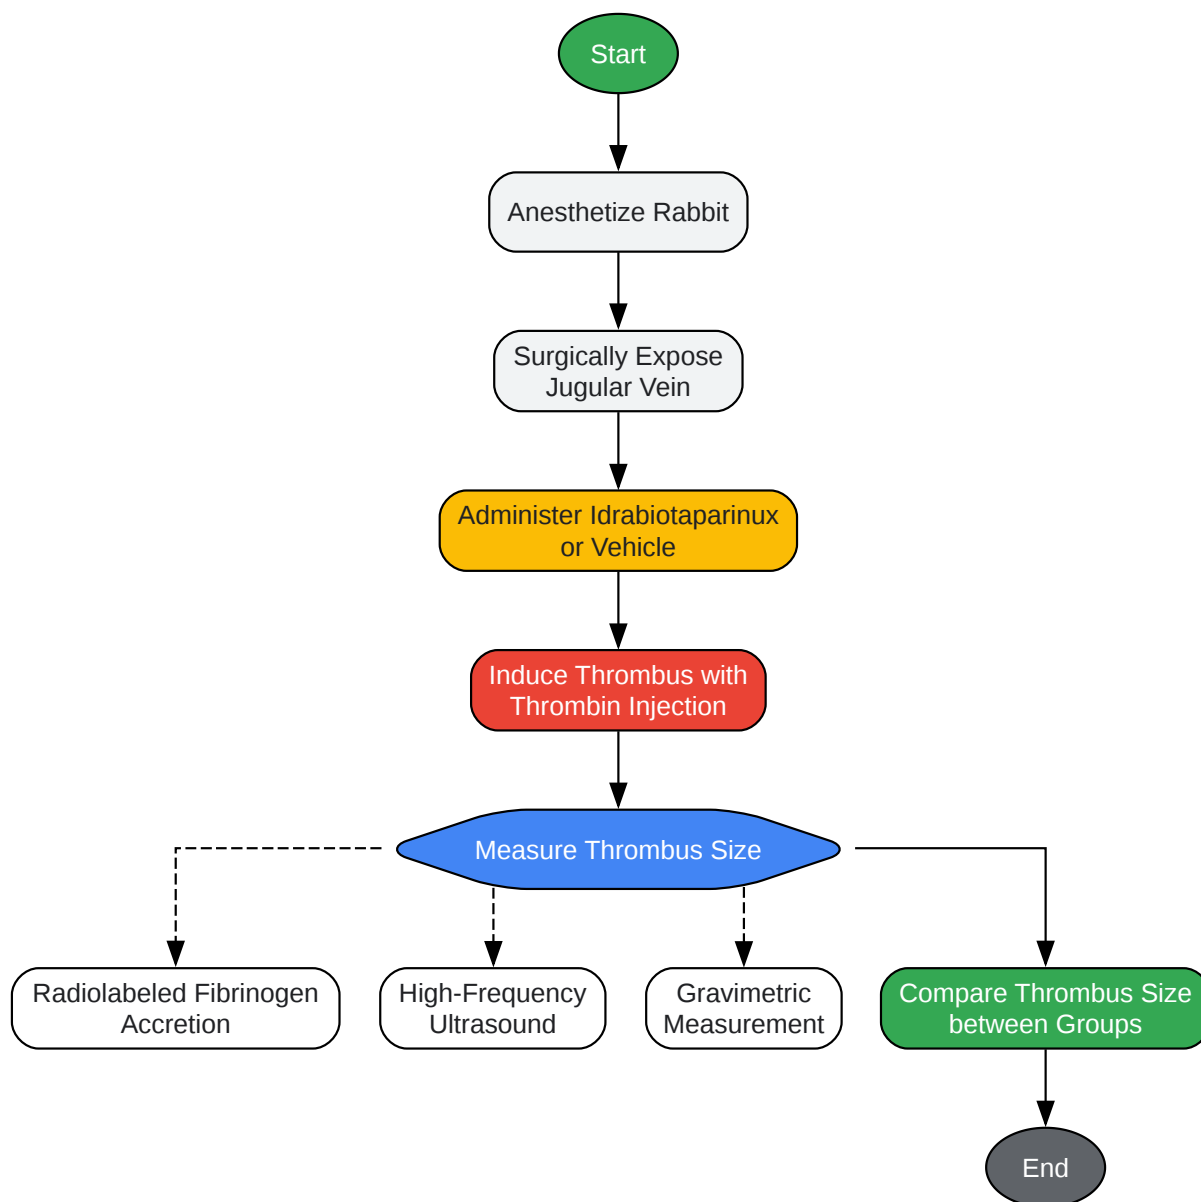 Start
Anesthetize Rabbit
Surgically Expose
Jugular Vein
Administer Idrabiotaparinux
or Vehicle
Induce Thrombus with
Thrombin Injection
Measure Thrombus Size
Radiolabeled Fibrinogen
Accretion
High-Frequency
Ultrasound
Gravimetric
Measurement
Compare Thrombus Size
between Groups
End